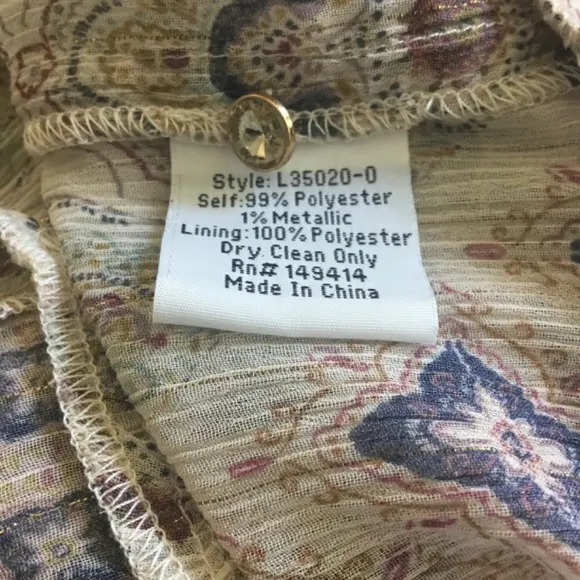 Style: L35020-0
Self:99% Polyester
1% Metallic
Lining:100% Polyester
Dry Clean Only
Rn# 149414
Made In China